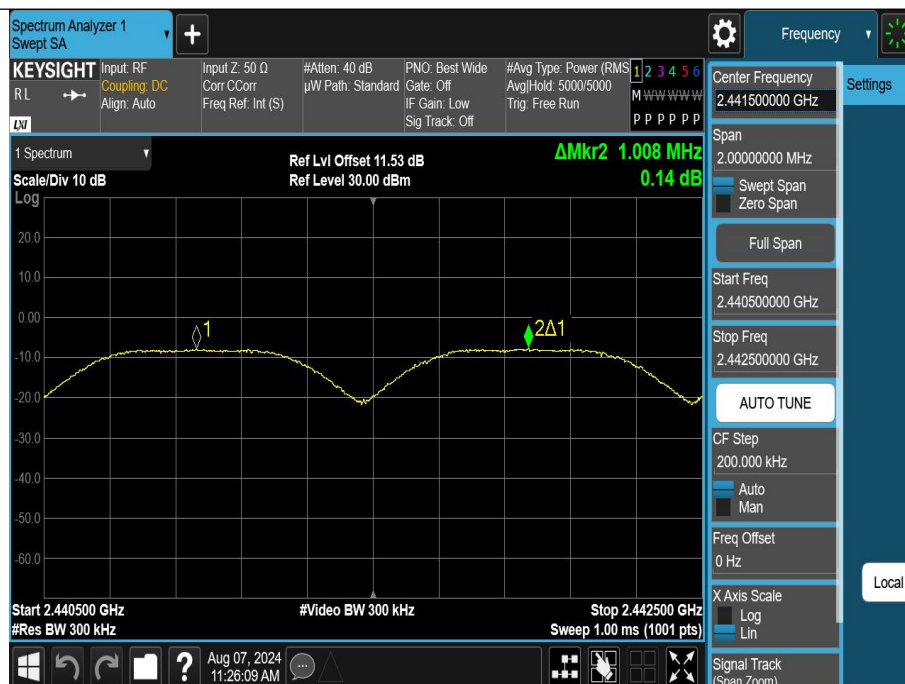 Spectrum Analyzer 1
Swept SA
Frequency
Settings
KEYSIGHT
RL
LXI
Input: RF
Coupling: DC
Align: Auto
Input Z: 50 Ω
Corr CCorr
Freq Ref: Int (S)
#Atten: 40 dB
µW Path: Standard
PNO: Best Wide
Gate: Off
IF Gain: Low
Sig Track: Off
#Avg Type: Power (RMS
Avg|Hold: 5000/5000
Trig: Free Run
1 2 3 4 5 6
M W W W W W
P P P P P P
1 Spectrum
Scale/Div 10 dB
Log
Ref Lvl Offset 11.53 dB
Ref Level 30.00 dBm
ΔMkr2 1.008 MHz
0.14 dB
20.0
10.0
0.00
-10.0
-20.0
-30.0
-40.0
-50.0
-60.0
1
2Δ1
Start 2.440500 GHz
#Res BW 300 kHz
#Video BW 300 kHz
Stop 2.442500 GHz
Sweep 1.00 ms (1001 pts)
Aug 07, 2024
11:26:09 AM
Center Frequency
2.441500000 GHz
Span
2.00000000 MHz
Swept Span
Zero Span
Full Span
Start Freq
2.440500000 GHz
Stop Freq
2.442500000 GHz
AUTO TUNE
CF Step
200.000 kHz
Auto
Man
Freq Offset
0 Hz
X Axis Scale
Log
Lin
Signal Track
(Span Zoom)
Local